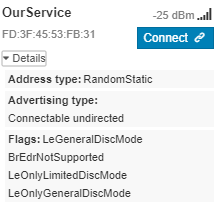 OurService -25 dBm
FD:3F:45:53:FB:31
Connect
Details
Address type: RandomStatic
Advertising type:
Connectable undirected
Flags: LeGeneralDiscMode
BrEdrNotSupported
LeOnlyLimitedDiscMode
LeOnlyGeneralDiscMode